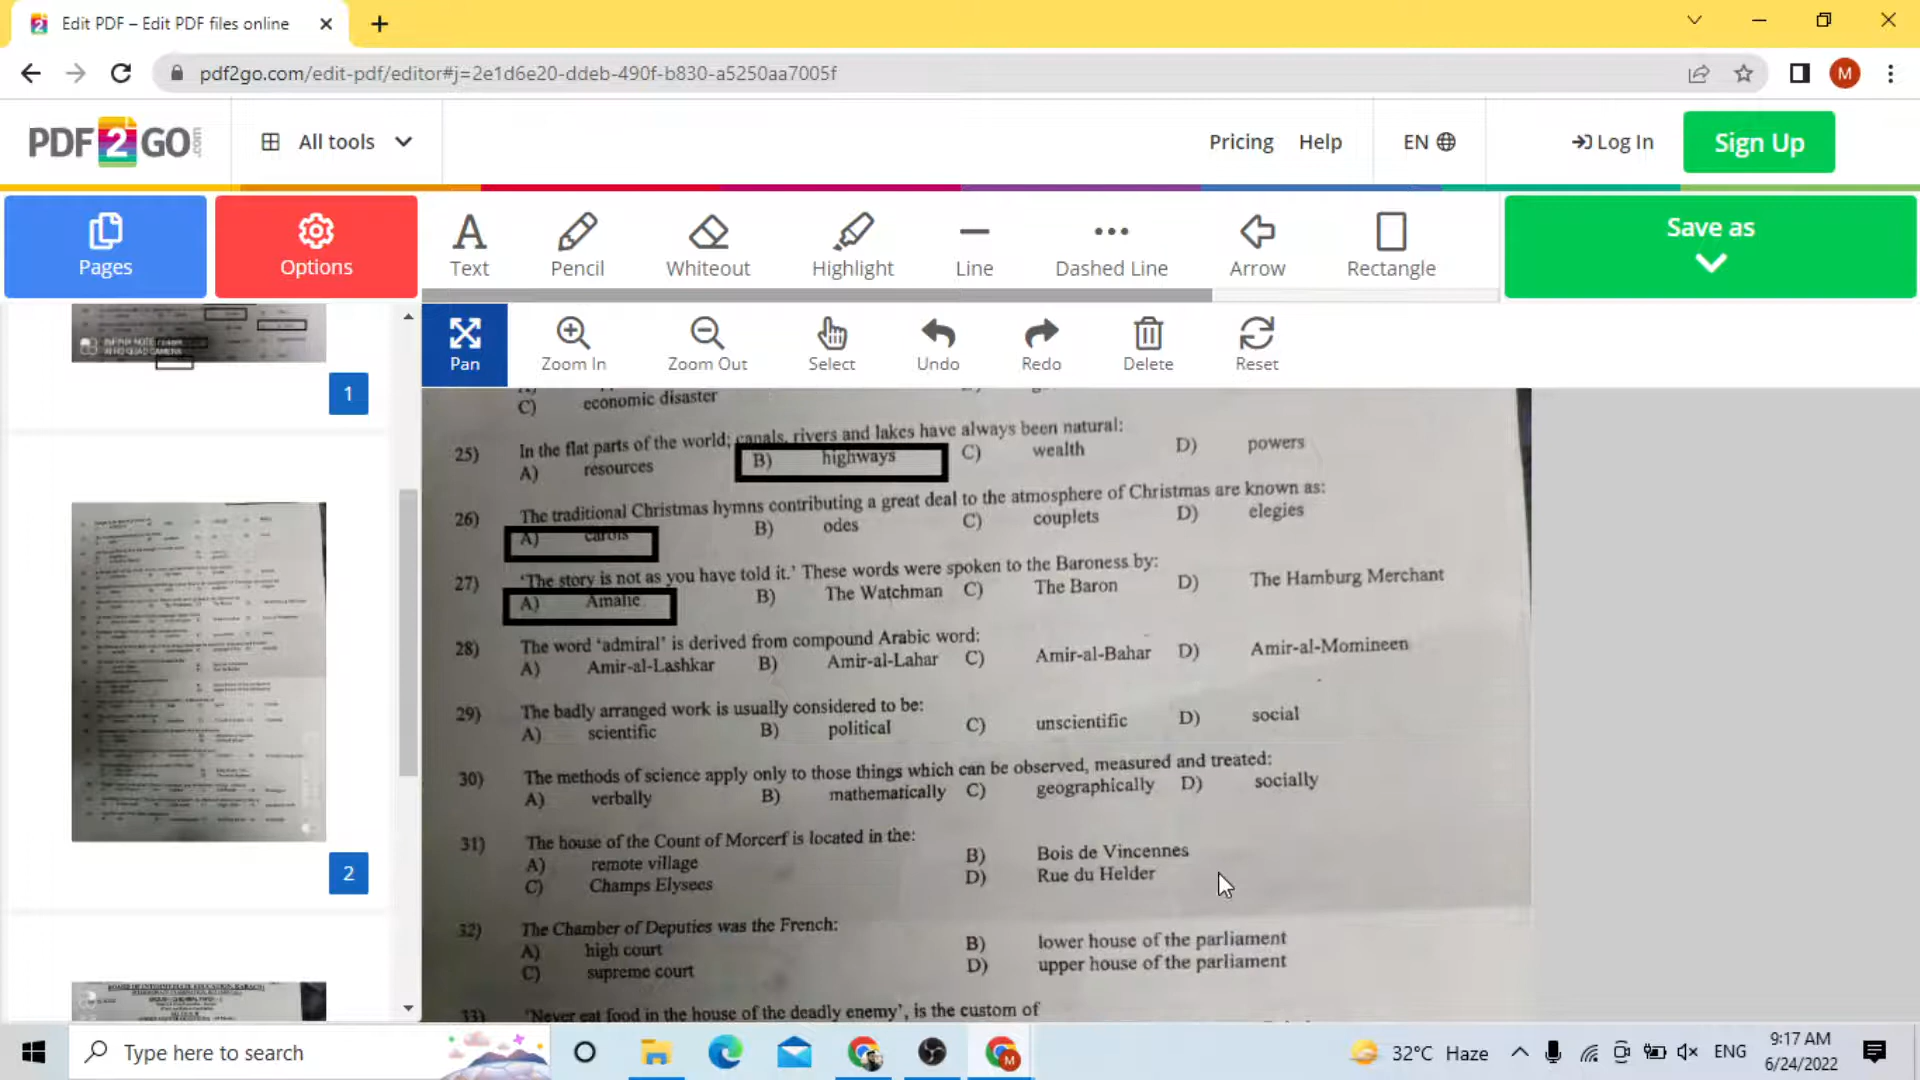 Edit PDF – Edit PDF files online
pdf2go.com/edit-pdf/editor#j=2e1d6e20-ddeb-490f-b830-a5250aa7005f
M
PDF2GO.com
All tools
Pricing
Help
EN
Log In
Sign Up
Pages
Options
Text
Pencil
Whiteout
Highlight
Line
Dashed Line
Arrow
Rectangle
Save as
Pan
Zoom In
Zoom Out
Select
Undo
Redo
Delete
Reset
1
2
C) economic disaster
25) In the flat parts of the world; canals, rivers and lakes have always been natural:
A) resources B) highways C) wealth D) powers
26) The traditional Christmas hymns contributing a great deal to the atmosphere of Christmas are known as:
A) carols B) odes C) couplets D) elegies
27) 'The story is not as you have told it.' These words were spoken to the Baroness by:
A) Amalie B) The Watchman C) The Baron D) The Hamburg Merchant
28) The word 'admiral' is derived from compound Arabic word:
A) Amir-al-Lashkar B) Amir-al-Lahar C) Amir-al-Bahar D) Amir-al-Momineen
29) The badly arranged work is usually considered to be:
A) scientific B) political C) unscientific D) social
30) The methods of science apply only to those things which can be observed, measured and treated:
A) verbally B) mathematically C) geographically D) socially
31) The house of the Count of Morcerf is located in the:
A) remote village B) Bois de Vincennes
C) Champs Elysees D) Rue du Helder
32) The Chamber of Deputies was the French:
A) high court B) lower house of the parliament
C) supreme court D) upper house of the parliament
33) 'Never eat food in the house of the deadly enemy', is the custom of
Type here to search
32°C Haze
ENG
9:17 AM
6/24/2022